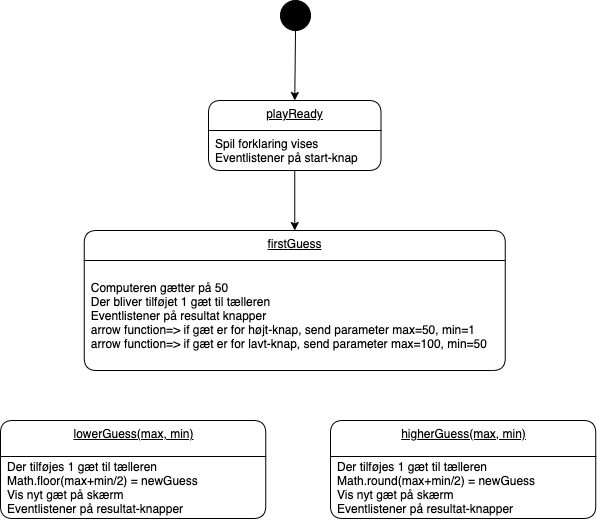 playReady
Spil forklaring vises
Eventlistener på start-knap
firstGuess
Computeren gætter på 50
Der bliver tilføjet 1 gæt til tælleren
Eventlistener på resultat knapper
arrow function=> if gæt er for højt-knap, send parameter max=50, min=1
arrow function=> if gæt er for lavt-knap, send parameter max=100, min=50
lowerGuess(max, min)
Der tilføjes 1 gæt til tælleren
Math.floor(max+min/2) = newGuess
Vis nyt gæt på skærm
Eventlistener på resultat-knapper
higherGuess(max, min)
Der tilføjes 1 gæt til tælleren
Math.round(max+min/2) = newGuess
Vis nyt gæt på skærm
Eventlistener på resultat-knapper